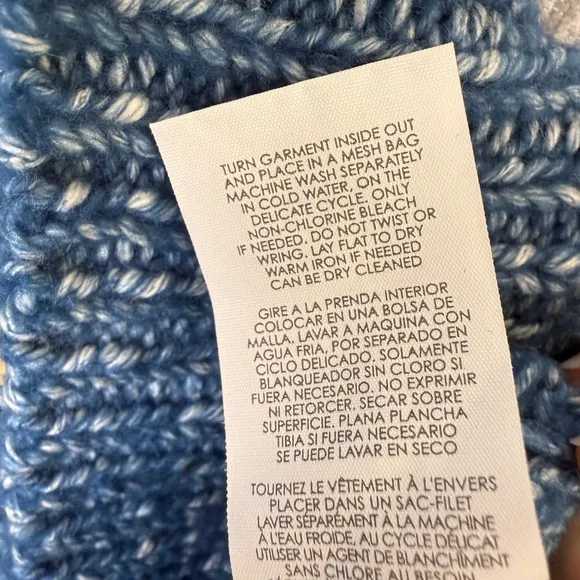 TURN GARMENT INSIDE OUT
AND PLACE IN A MESH BAG
MACHINE WASH SEPARATELY
IN COLD WATER, ON THE
DELICATE CYCLE. ONLY
NON-CHLORINE BLEACH
IF NEEDED. DO NOT TWIST OR
WRING. LAY FLAT TO DRY
WARM IRON IF NEEDED
CAN BE DRY CLEANED
GIRE A LA PRENDA INTERIOR
COLOCAR EN UNA BOLSA DE
MALLA. LAVAR A MAQUINA CON
AGUA FRIA, POR SEPARADO EN
CICLO DELICADO. SOLAMENTE
BLANQUEADOR SIN CLORO SI
FUERA NECESARIO. NO EXPRIMIR
NI RETORCER. SECAR SOBRE
SUPERFICIE, PLANA PLANCHA
TIBIA SI FUERA NECESARIO
SE PUEDE LAVAR EN SECO
TOURNEZ LE VÊTEMENT À L'ENVERS
PLACER DANS UN SAC-FILET
LAVER SÉPARÉMENT À LA MACHINE
À L'EAU FROIDE, AU CYCLE DÉLICAT
UTILISER UN AGENT DE BLANCHIMENT
SANS CHLORE AU BESOIN